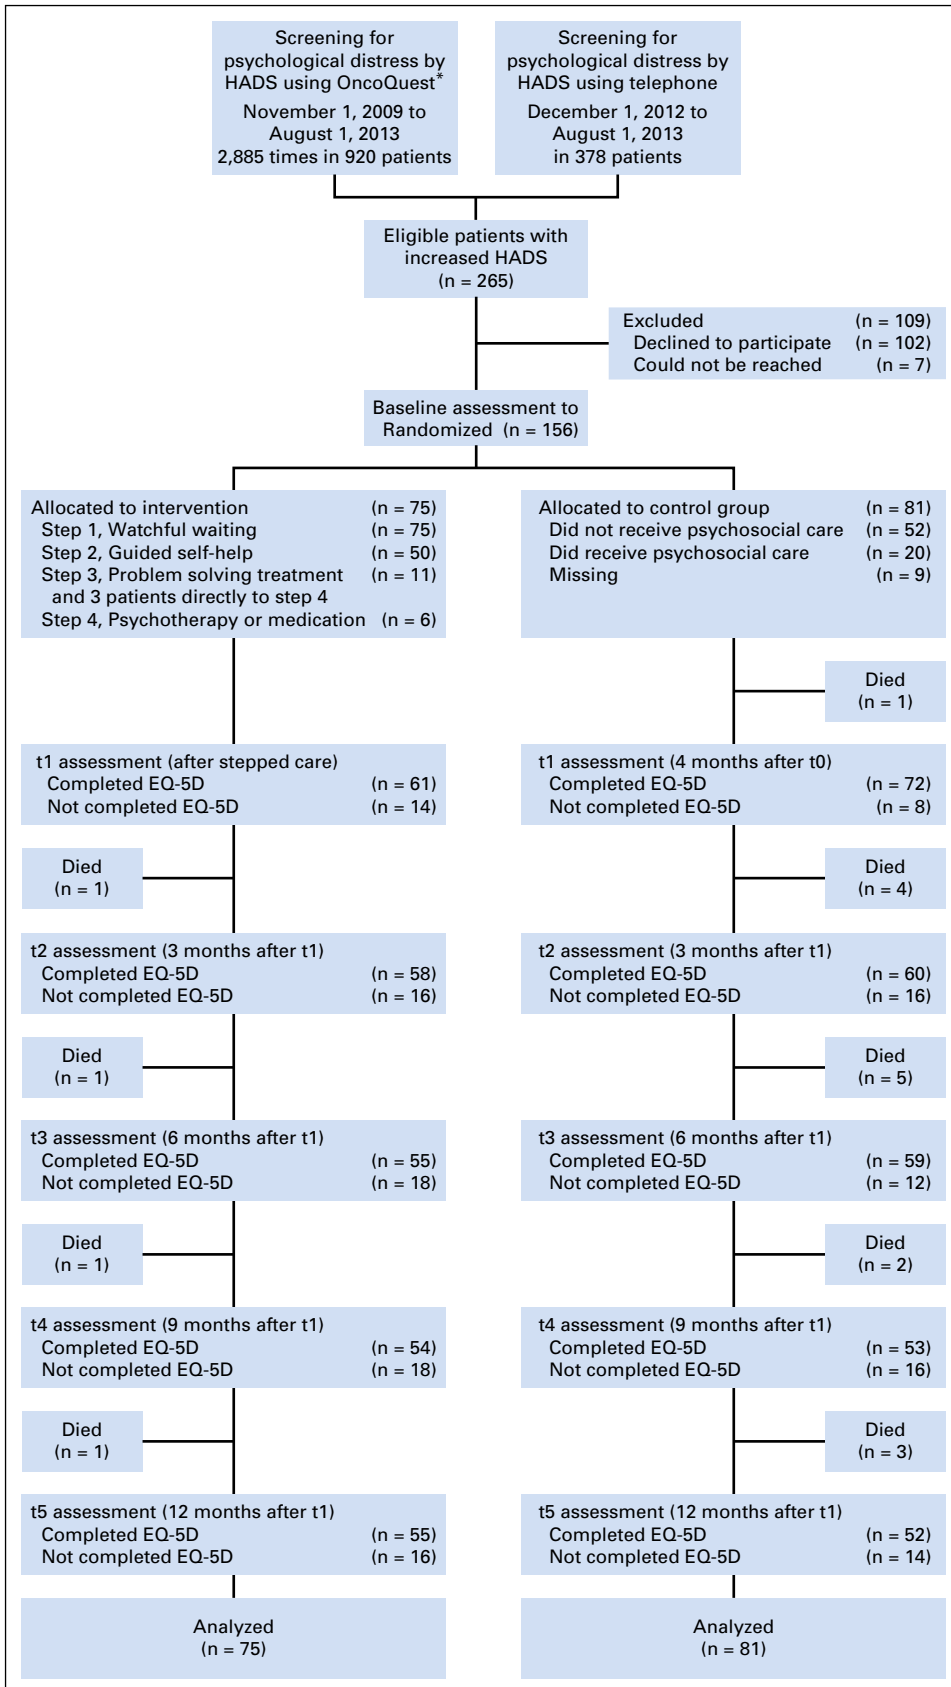 Screening for
psychological distress by
HADS using OncoQuest*
November 1, 2009 to
August 1, 2013
2,885 times in 920 patients
Screening for
psychological distress by
HADS using telephone
December 1, 2012 to
August 1, 2013
in 378 patients
Eligible patients with
increased HADS
(n = 265)
Excluded (n = 109)
Declined to participate (n = 102)
Could not be reached (n = 7)
Baseline assessment to
Randomized (n = 156)
Allocated to intervention (n = 75)
Step 1, Watchful waiting (n = 75)
Step 2, Guided self-help (n = 50)
Step 3, Problem solving treatment (n = 11)
and 3 patients directly to step 4
Step 4, Psychotherapy or medication (n = 6)
Allocated to control group (n = 81)
Did not receive psychosocial care (n = 52)
Did receive psychosocial care (n = 20)
Missing (n = 9)
Died
(n = 1)
t1 assessment (after stepped care)
Completed EQ-5D (n = 61)
Not completed EQ-5D (n = 14)
t1 assessment (4 months after t0)
Completed EQ-5D (n = 72)
Not completed EQ-5D (n = 8)
Died
(n = 1)
Died
(n = 4)
t2 assessment (3 months after t1)
Completed EQ-5D (n = 58)
Not completed EQ-5D (n = 16)
t2 assessment (3 months after t1)
Completed EQ-5D (n = 60)
Not completed EQ-5D (n = 16)
Died
(n = 1)
Died
(n = 5)
t3 assessment (6 months after t1)
Completed EQ-5D (n = 55)
Not completed EQ-5D (n = 18)
t3 assessment (6 months after t1)
Completed EQ-5D (n = 59)
Not completed EQ-5D (n = 12)
Died
(n = 1)
Died
(n = 2)
t4 assessment (9 months after t1)
Completed EQ-5D (n = 54)
Not completed EQ-5D (n = 18)
t4 assessment (9 months after t1)
Completed EQ-5D (n = 53)
Not completed EQ-5D (n = 16)
Died
(n = 1)
Died
(n = 3)
t5 assessment (12 months after t1)
Completed EQ-5D (n = 55)
Not completed EQ-5D (n = 16)
t5 assessment (12 months after t1)
Completed EQ-5D (n = 52)
Not completed EQ-5D (n = 14)
Analyzed
(n = 75)
Analyzed
(n = 81)